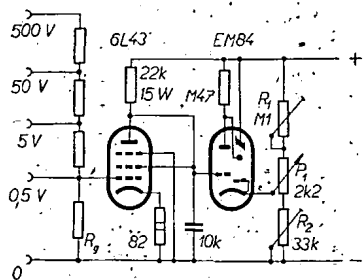 500 V
50 V
5 V
0,5 V
0
Rg
6L43
22k
15 W
82
10k
EM84
M47
R1
M1
P1
2k2
R2
33k
+